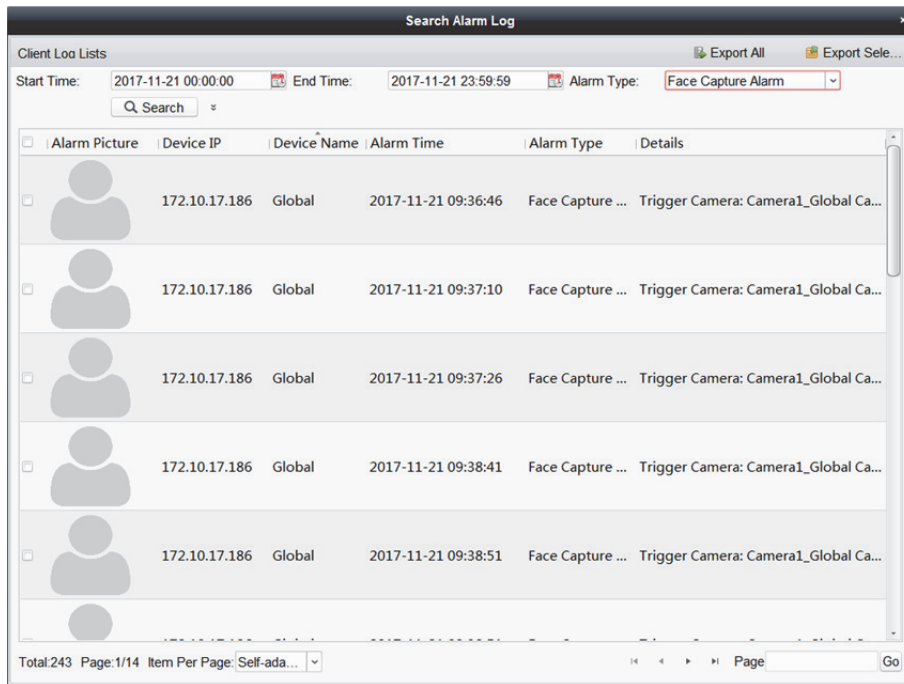 Search Alarm Log
Client Log Lists Export All Export Sele...
Start Time: 2017-11-21 00:00:00 End Time: 2017-11-21 23:59:59 Alarm Type: Face Capture Alarm
Search
Alarm Picture Device IP Device Name Alarm Time Alarm Type Details
172.10.17.186 Global 2017-11-21 09:36:46 Face Capture ... Trigger Camera: Camera1_Global Ca...
172.10.17.186 Global 2017-11-21 09:37:10 Face Capture ... Trigger Camera: Camera1_Global Ca...
172.10.17.186 Global 2017-11-21 09:37:26 Face Capture ... Trigger Camera: Camera1_Global Ca...
172.10.17.186 Global 2017-11-21 09:38:41 Face Capture ... Trigger Camera: Camera1_Global Ca...
172.10.17.186 Global 2017-11-21 09:38:51 Face Capture ... Trigger Camera: Camera1_Global Ca...
Total:243 Page:1/14 Item Per Page: Self-ada... Page Go